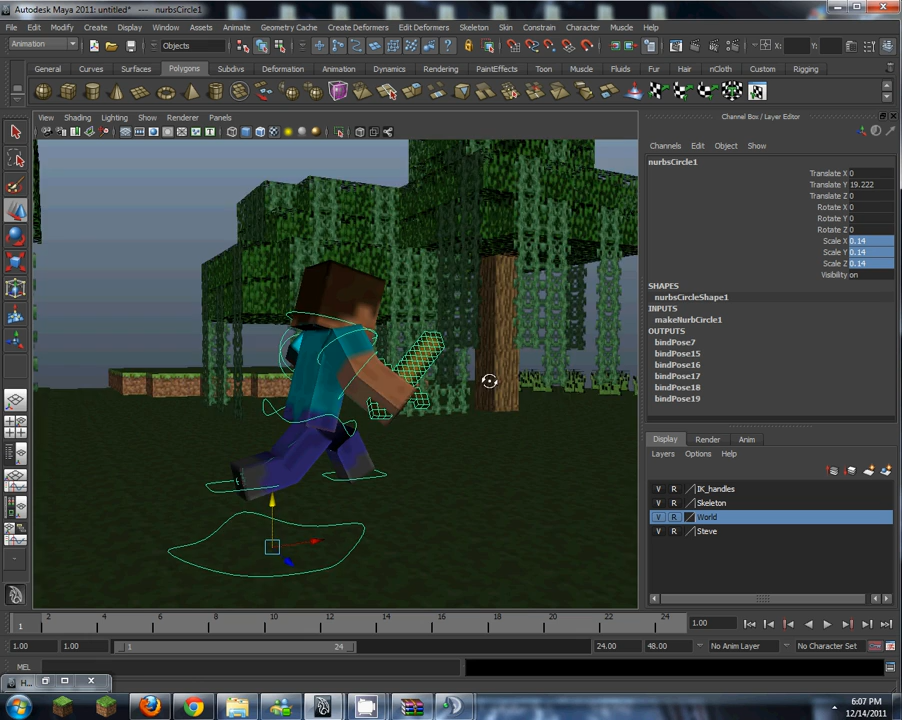 Autodesk Maya 2011: untitled* --- nurbsCircle1
File Edit Modify Create Display Window Assets Animate Geometry Cache Create Deformers Edit Deformers Skeleton Skin Constrain Character Muscle Help
Animation Objects X: Y:
General Curves Surfaces Polygons Subdivs Deformation Animation Dynamics Rendering PaintEffects Toon Muscle Fluids Fur Hair nCloth Custom Rigging
View Shading Lighting Show Renderer Panels
Channel Box / Layer Editor
Channels Edit Object Show
nurbsCircle1
Translate X 0
Translate Y 19.222
Translate Z 0
Rotate X 0
Rotate Y 0
Rotate Z 0
Scale X 0.14
Scale Y 0.14
Scale Z 0.14
Visibility on
SHAPES
nurbsCircleShape1
INPUTS
makeNurbCircle1
OUTPUTS
bindPose7
bindPose15
bindPose16
bindPose17
bindPose18
bindPose19
Display Render Anim
Layers Options Help
V R IK_handles
V R Skeleton
V R World
V R Steve
1 2 4 6 8 10 12 14 16 18 20 22 24 1.00
1.00 1.00 1 24 24.00 48.00 No Anim Layer No Character Set
MEL
H...
6:07 PM
12/14/2011